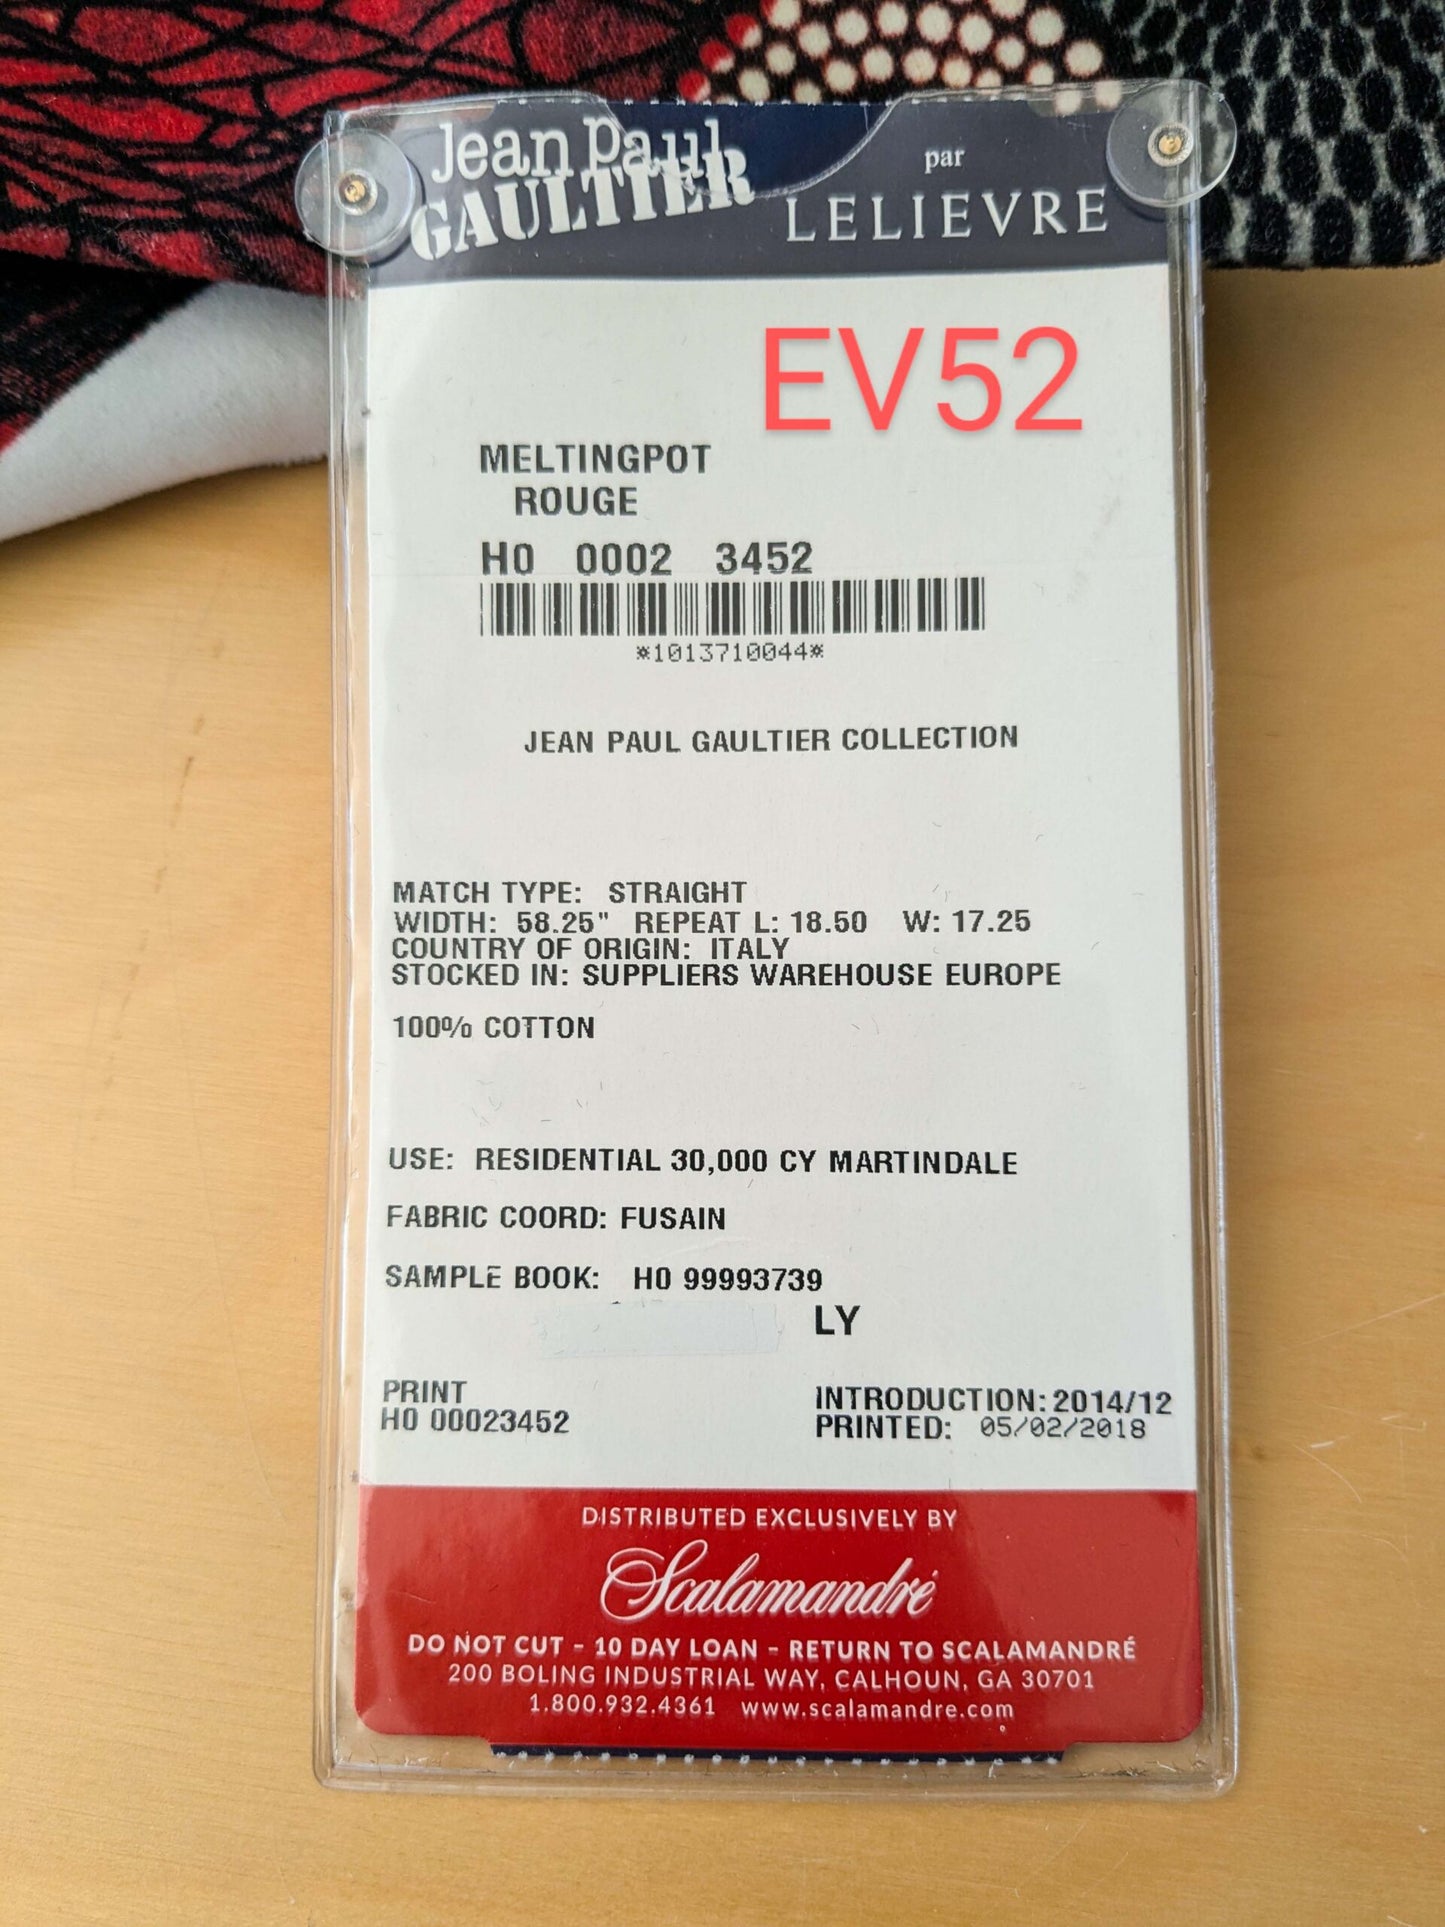 Jean Paul
GAULTIER
par
LELIEVRE
EV52
MELTINGPOT
ROUGE
H0 0002 3452
*1013710044*
JEAN PAUL GAULTIER COLLECTION
MATCH TYPE: STRAIGHT
WIDTH: 58.25" REPEAT L: 18.50 W: 17.25
COUNTRY OF ORIGIN: ITALY
STOCKED IN: SUPPLIERS WAREHOUSE EUROPE
100% COTTON
USE: RESIDENTIAL 30,000 CY MARTINDALE
FABRIC COORD: FUSAIN
SAMPLE BOOK: H0 99993739
LY
PRINT
H0 00023452
INTRODUCTION: 2014/12
PRINTED: 05/02/2018
DISTRIBUTED EXCLUSIVELY BY
Scalamandré
DO NOT CUT - 10 DAY LOAN - RETURN TO SCALAMANDRÉ
200 BOLING INDUSTRIAL WAY, CALHOUN, GA 30701
1.800.932.4361 www.scalamandre.com